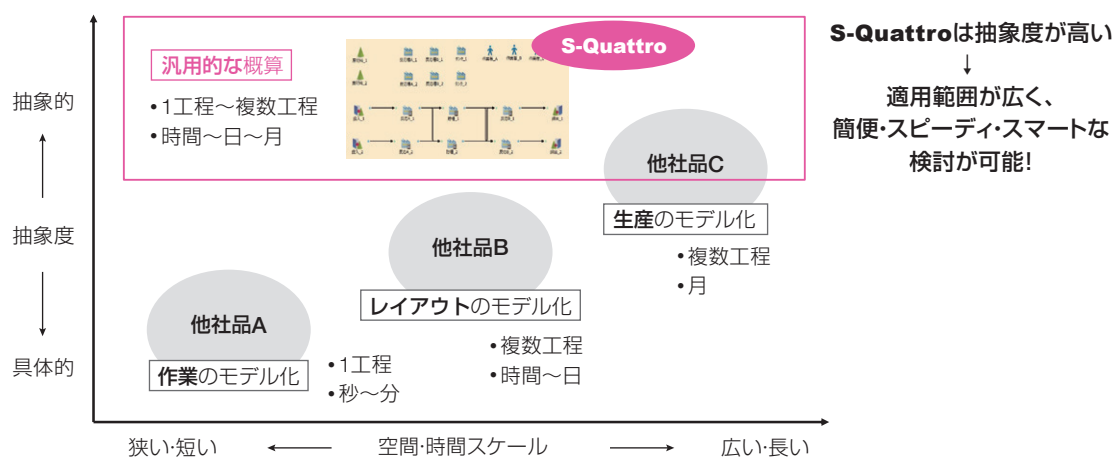 S-Quattro
汎用的な概算
•1工程～複数工程
•時間～日～月
S-Quattroは抽象度が高い
↓
適用範囲が広く、
簡便・スピーディ・スマートな
検討が可能!
抽象的
抽象度
具体的
他社品C
生産のモデル化
•複数工程
•月
他社品B
レイアウトのモデル化
•複数工程
•時間～日
他社品A
作業のモデル化
•1工程
•秒～分
狭い・短い
空間・時間スケール
広い・長い